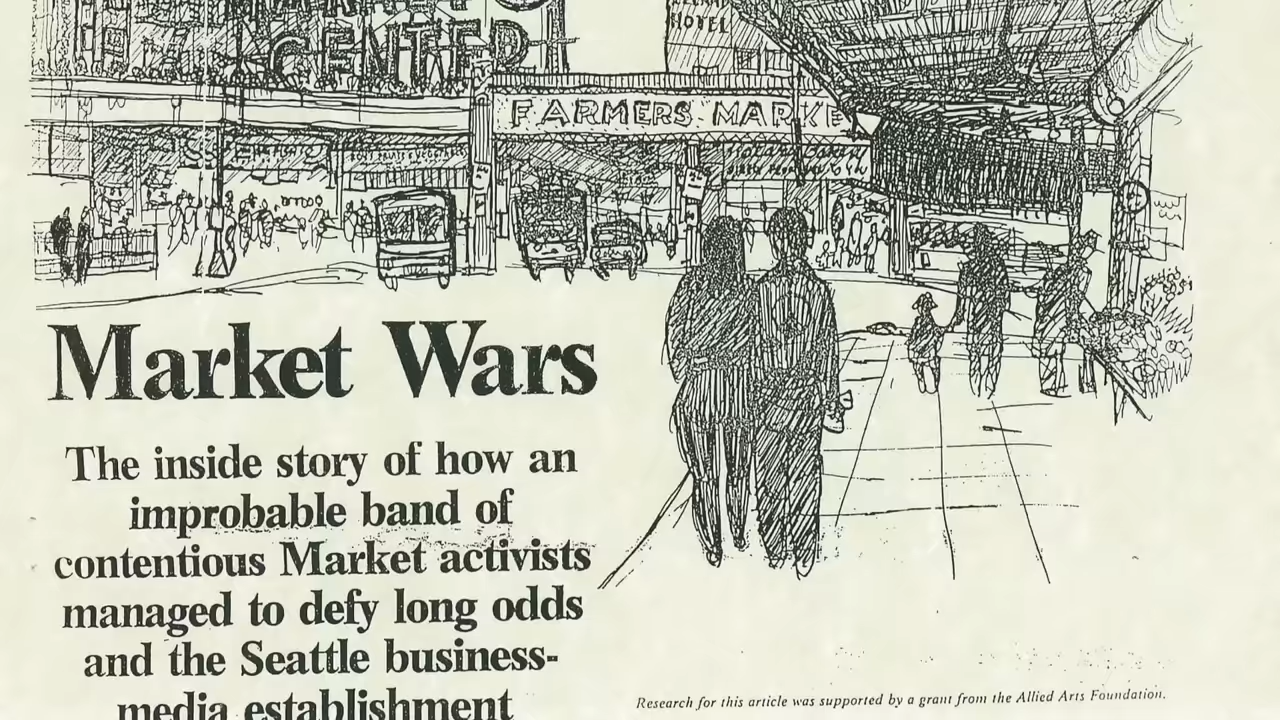 CENTER
HOTEL
FARMERS MARKE
Market Wars
The inside story of how an
improbable band of
contentious Market activists
managed to defy long odds
and the Seattle business-
media establishment
Research for this article was supported by a grant from the Allied Arts Foundation.